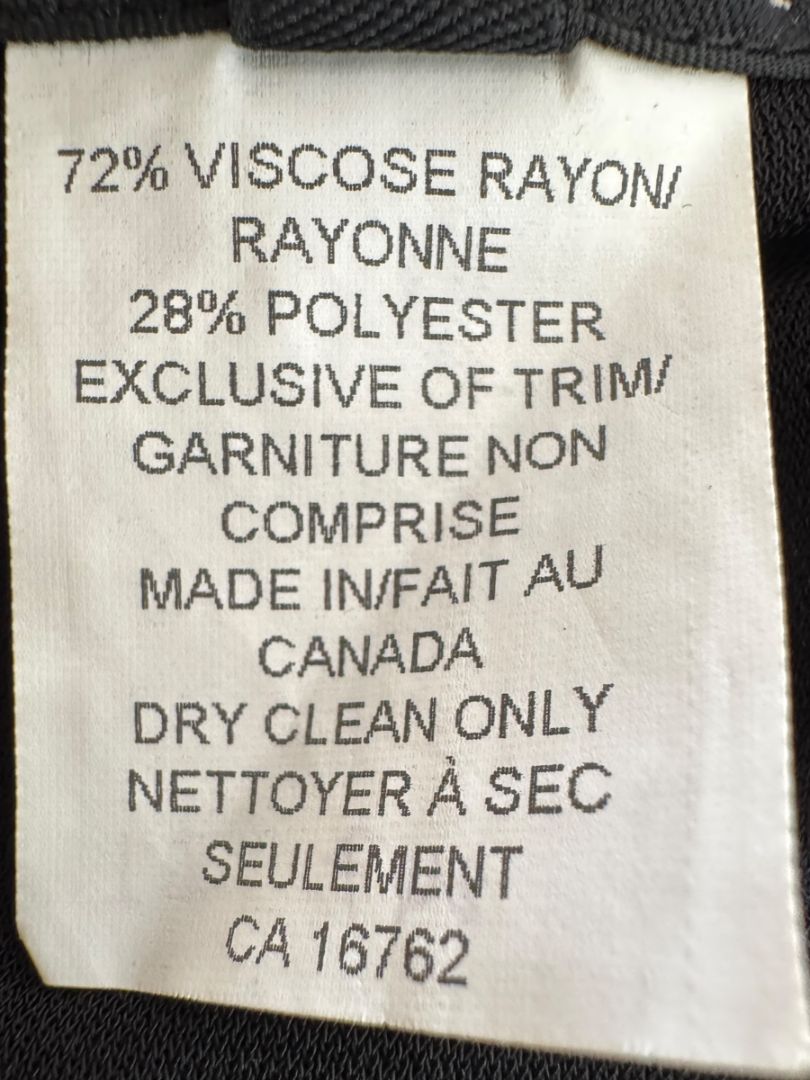 72% VISCOSE RAYON/
RAYONNE
28% POLYESTER
EXCLUSIVE OF TRIM/
GARNITURE NON
COMPRISE
MADE IN/FAIT AU
CANADA
DRY CLEAN ONLY
NETTOYER À SEC
SEULEMENT
CA 16762